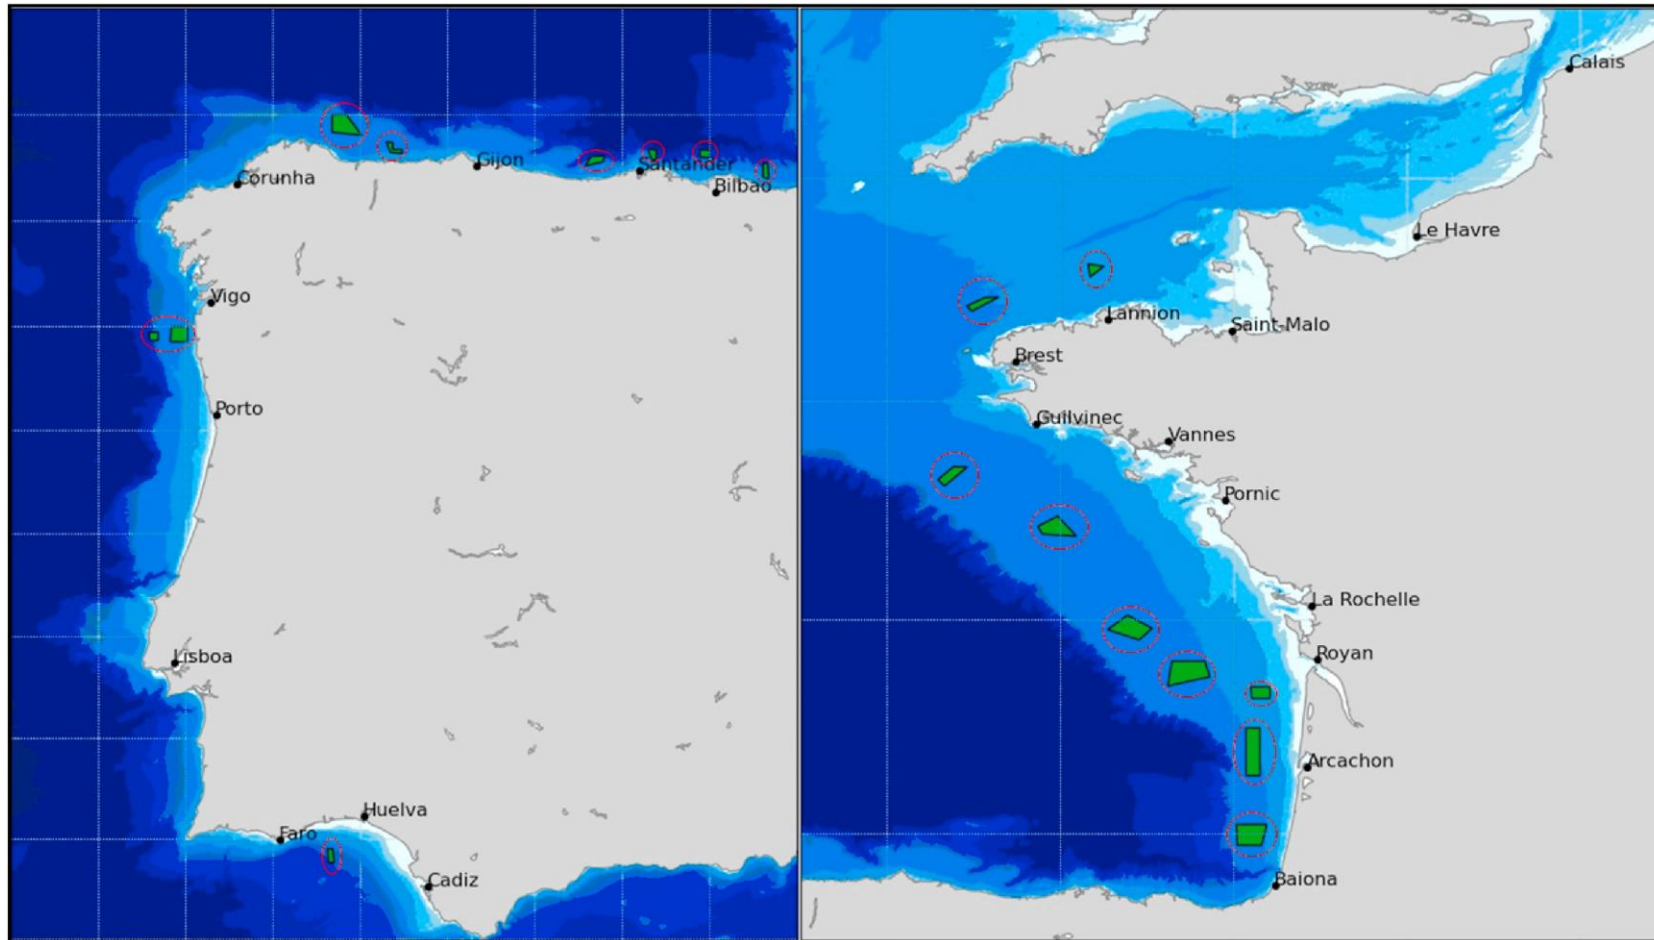 Gijon
Santander
Corunha
Bilbao
Vigo
Porto
Lisboa
Huelva
Faro
Cadiz
Calais
Le Havre
Lannion
Saint-Malo
Brest
Guilvinec
Vannes
Pornic
La Rochelle
Royan
Arcachon
Baiona